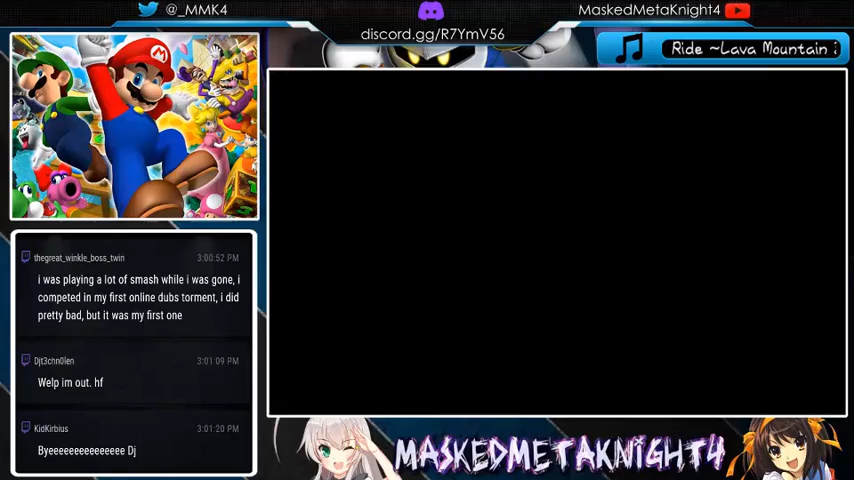 @_MMK4
discord.gg/R7YmV56
MaskedMetaKnight4
Ride ~Lava Mountain
thegreat_winkle_boss_twin 3:00:52 PM
i was playing a lot of smash while i was gone, i
competed in my first online dubs torment, i did
pretty bad, but it was my first one
Djt3chn0len 3:01:09 PM
Welp im out. hf
KidKirbius 3:01:20 PM
Byeeeeeeeeeeeeee Dj
MASKEDMETAKNIGHT4